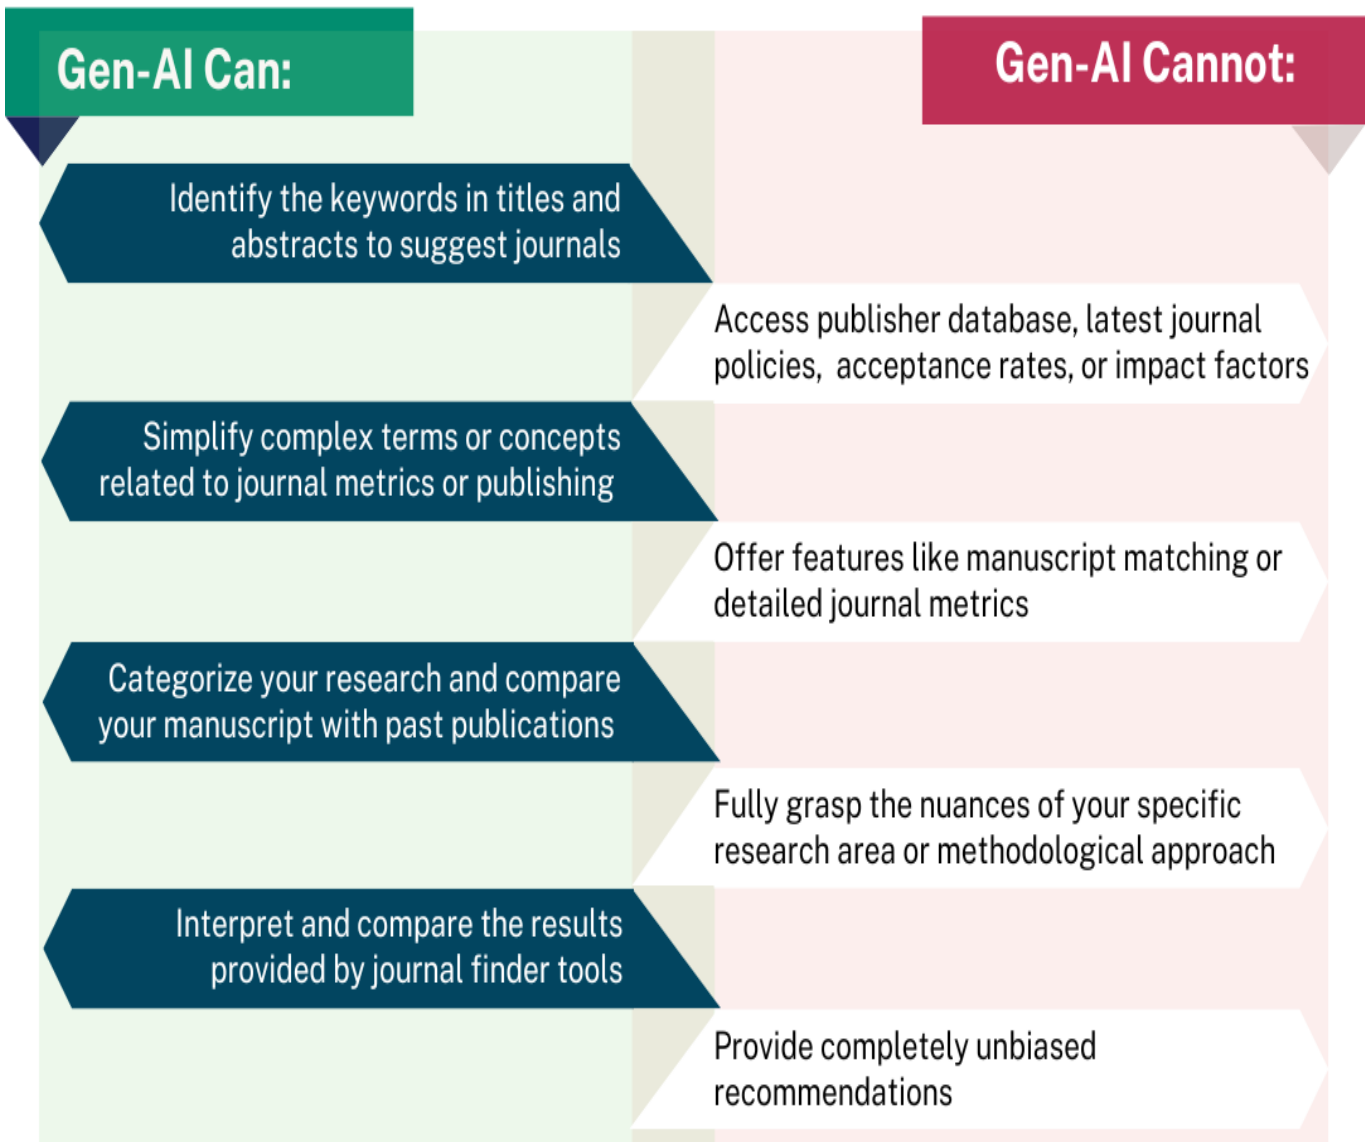 Gen-AI Can:
Gen-AI Cannot:
Identify the keywords in titles and
abstracts to suggest journals
Access publisher database, latest journal
policies, acceptance rates, or impact factors
Simplify complex terms or concepts
related to journal metrics or publishing
Offer features like manuscript matching or
detailed journal metrics
Categorize your research and compare
your manuscript with past publications
Fully grasp the nuances of your specific
research area or methodological approach
Interpret and compare the results
provided by journal finder tools
Provide completely unbiased
recommendations